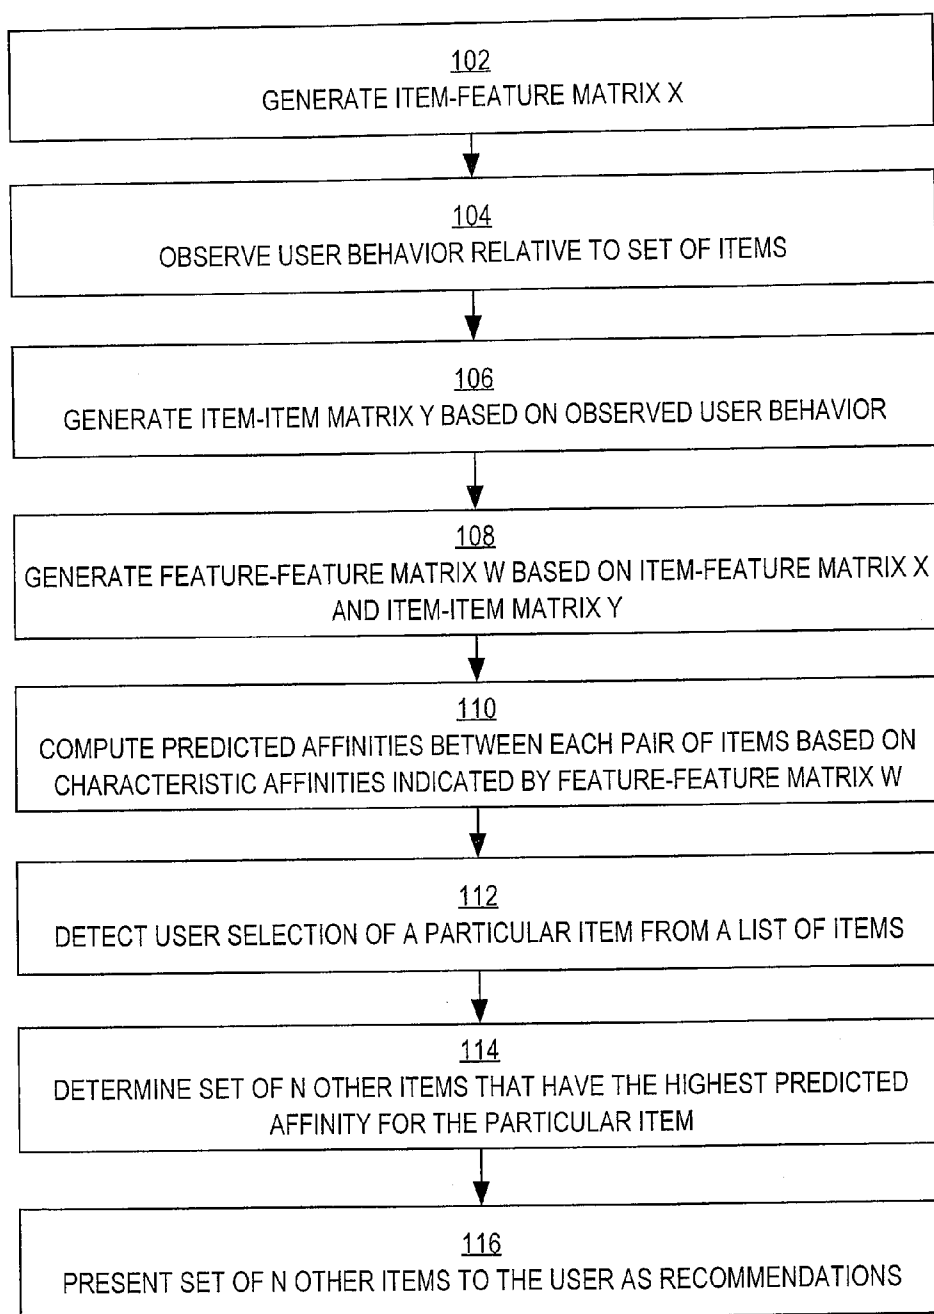 102
GENERATE ITEM-FEATURE MATRIX X
104
OBSERVE USER BEHAVIOR RELATIVE TO SET OF ITEMS
106
GENERATE ITEM-ITEM MATRIX Y BASED ON OBSERVED USER BEHAVIOR
108
GENERATE FEATURE-FEATURE MATRIX W BASED ON ITEM-FEATURE MATRIX X
AND ITEM-ITEM MATRIX Y
110
COMPUTE PREDICTED AFFINITIES BETWEEN EACH PAIR OF ITEMS BASED ON
CHARACTERISTIC AFFINITIES INDICATED BY FEATURE-FEATURE MATRIX W
112
DETECT USER SELECTION OF A PARTICULAR ITEM FROM A LIST OF ITEMS
114
DETERMINE SET OF N OTHER ITEMS THAT HAVE THE HIGHEST PREDICTED
AFFINITY FOR THE PARTICULAR ITEM
116
PRESENT SET OF N OTHER ITEMS TO THE USER AS RECOMMENDATIONS